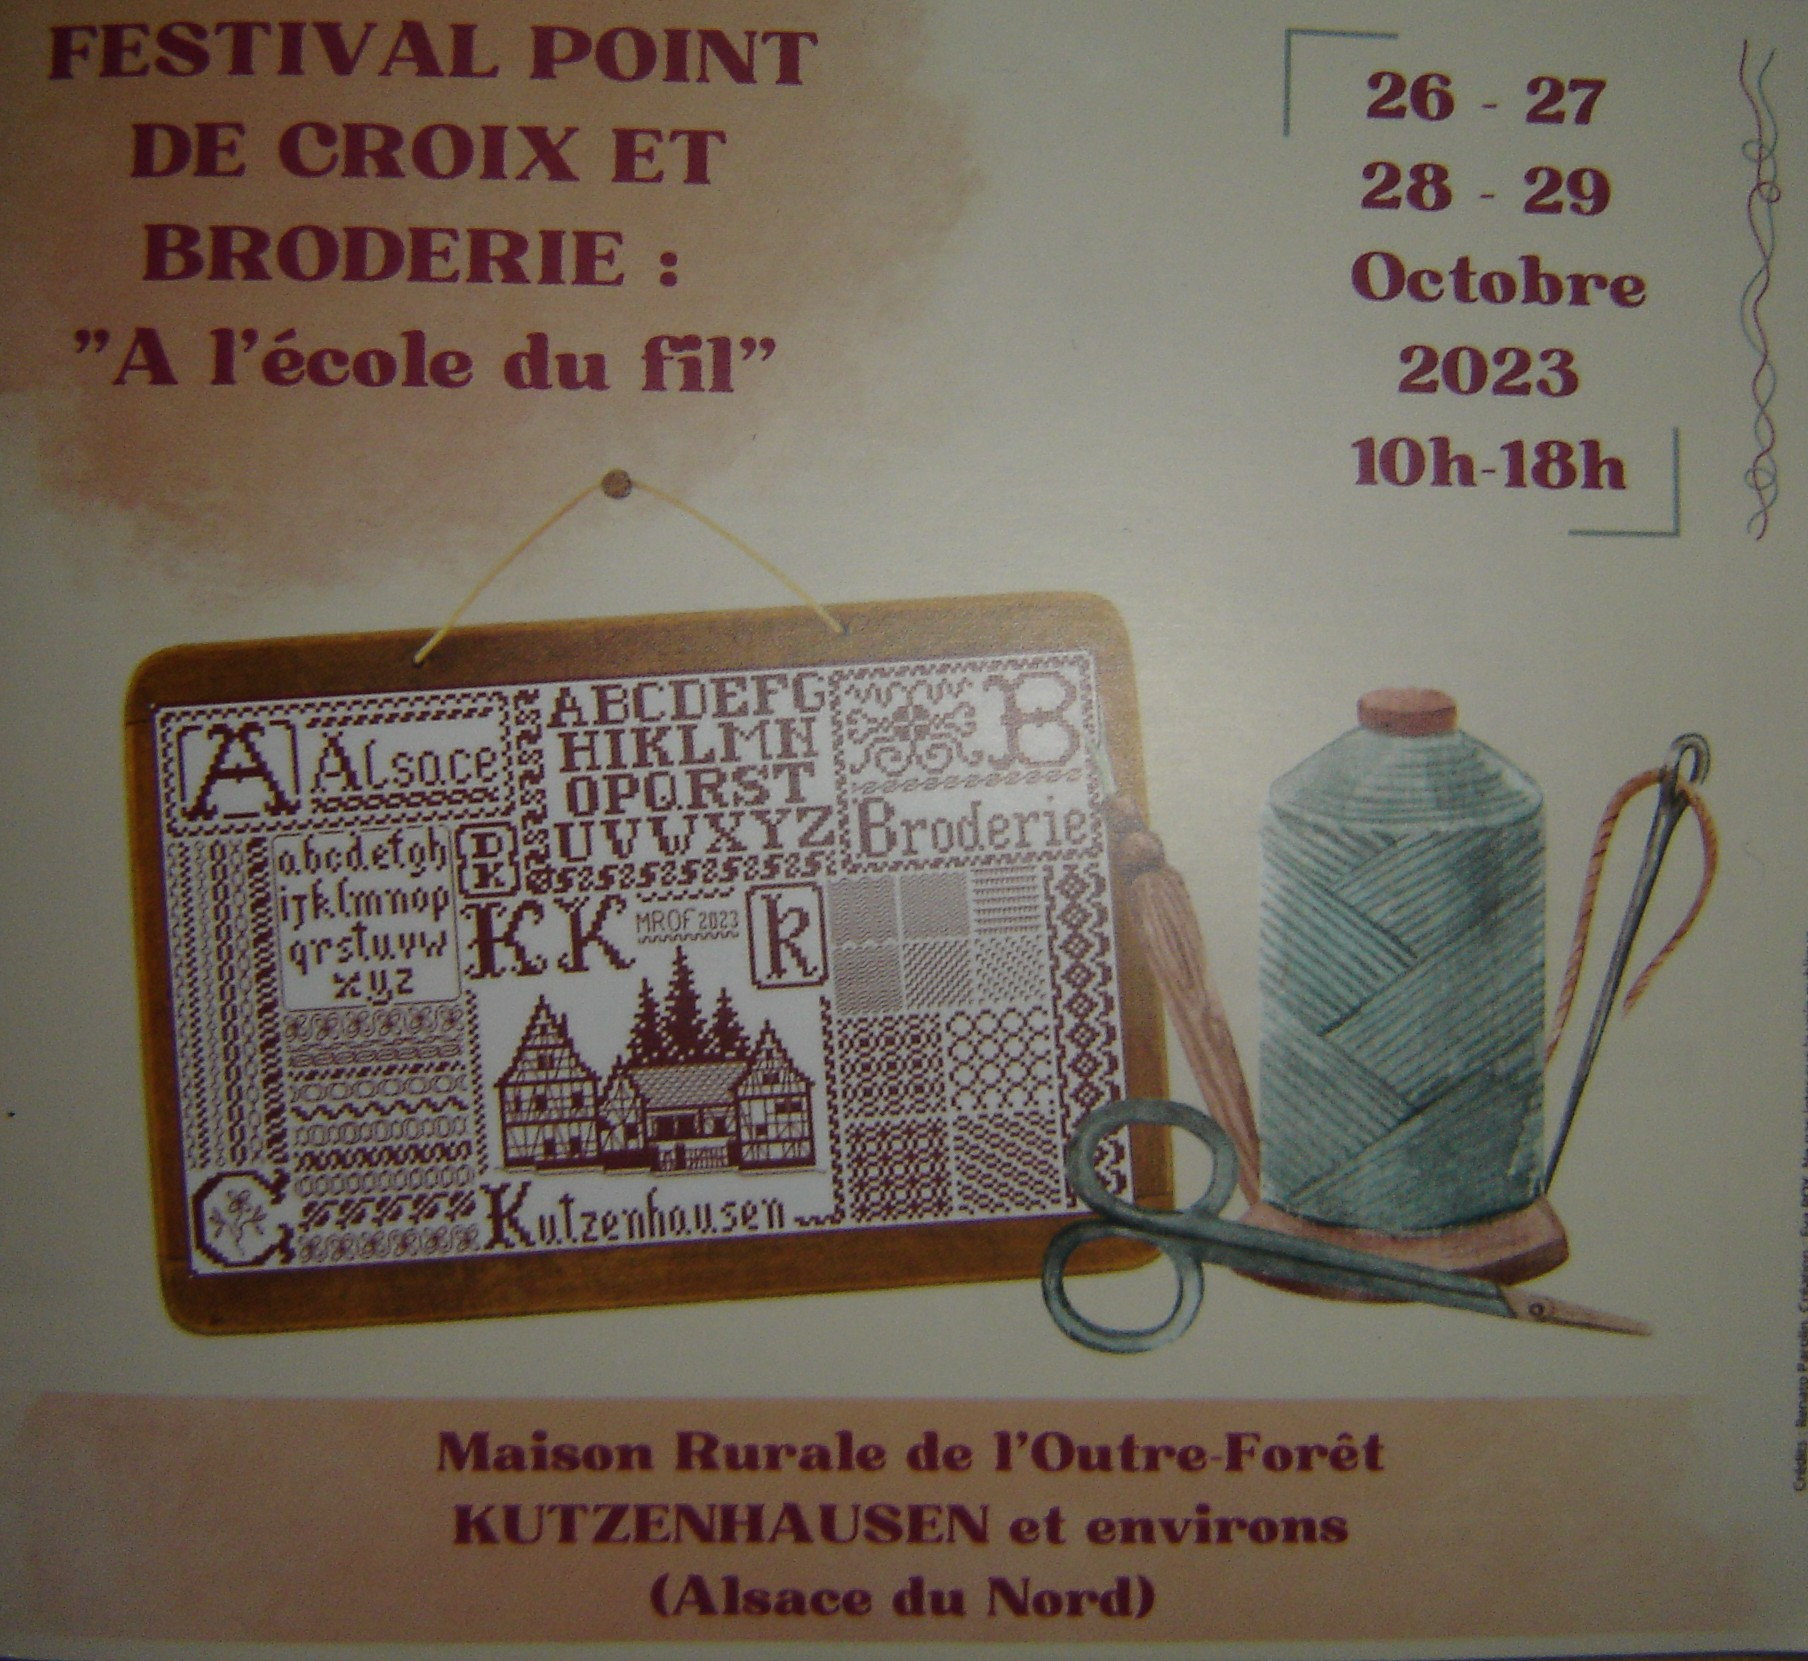 FESTIVAL POINT
DE CROIX ET
BRODERIE :
"A l'école du fil"
26 - 27
28 - 29
Octobre
2023
10h-18h
A Alsace
ABCDEFG
HIKLMN
OPQRST
UVWXYZ
B
Broderie
abcdefgh
ijklmnop
qrstuvw
xyz
D
K
K K MROF 2023 k
C
Kutzenhausen
Maison Rurale de l'Outre-Forêt
KUTZENHAUSEN et environs
(Alsace du Nord)